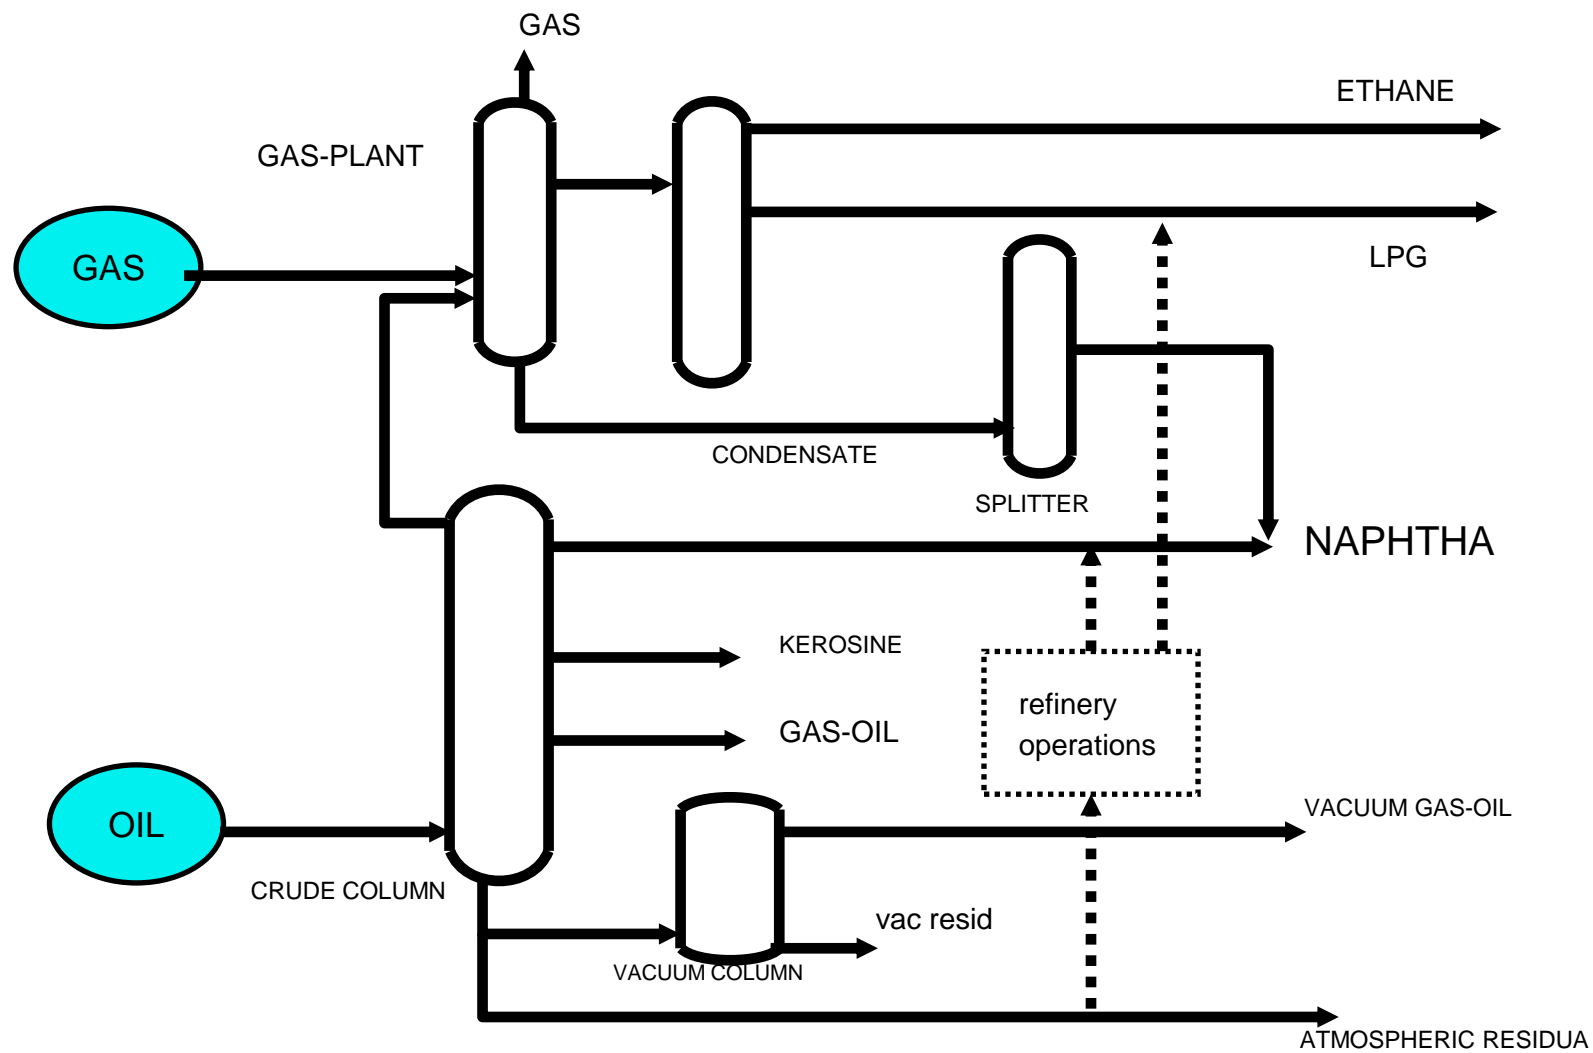 GAS
ETHANE
GAS-PLANT
LPG
GAS
CONDENSATE
SPLITTER
NAPHTHA
KEROSINE
refinery
operations
GAS-OIL
VACUUM GAS-OIL
OIL
CRUDE COLUMN
vac resid
VACUUM COLUMN
ATMOSPHERIC RESIDUA